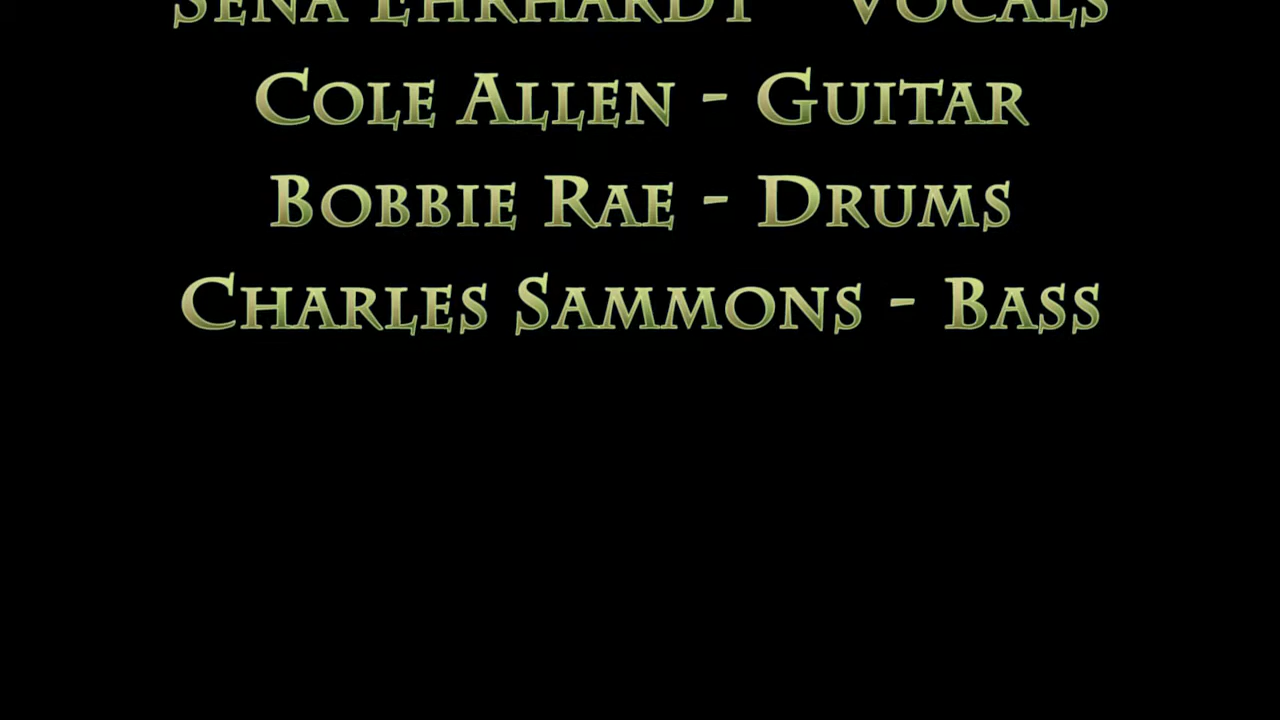 Sena Ehrhardt - Vocals
Cole Allen - Guitar
Bobbie Rae - Drums
Charles Sammons - Bass